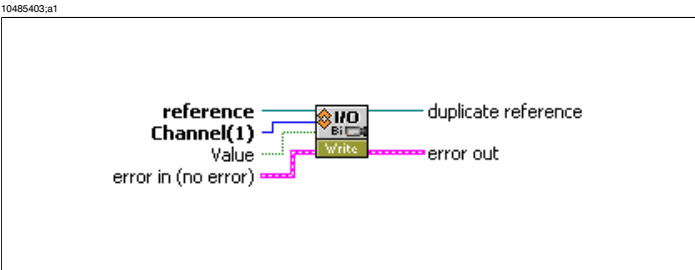 10485403;a1
reference
duplicate reference
I/O
Channel(1)
Bi
Value
Write
error out
error in (no error)